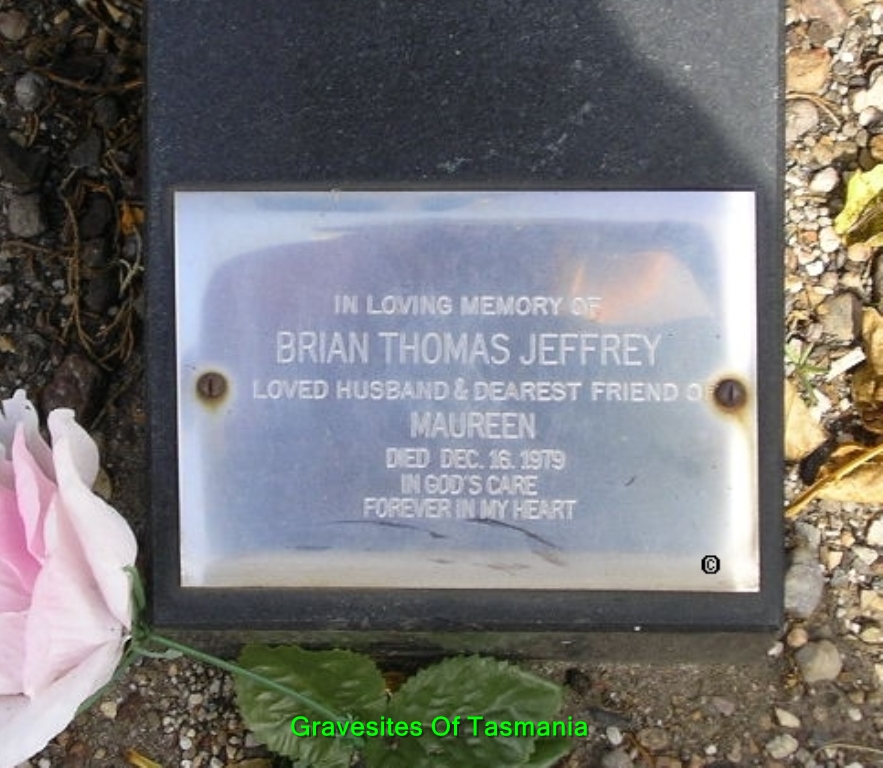 IN LOVING MEMORY OF
BRIAN THOMAS JEFFREY
LOVED HUSBAND & DEAREST FRIEND OF
MAUREEN
DIED DEC. 16. 1979
IN GOD'S CARE
FOREVER IN MY HEART
©
Gravesites Of Tasmania